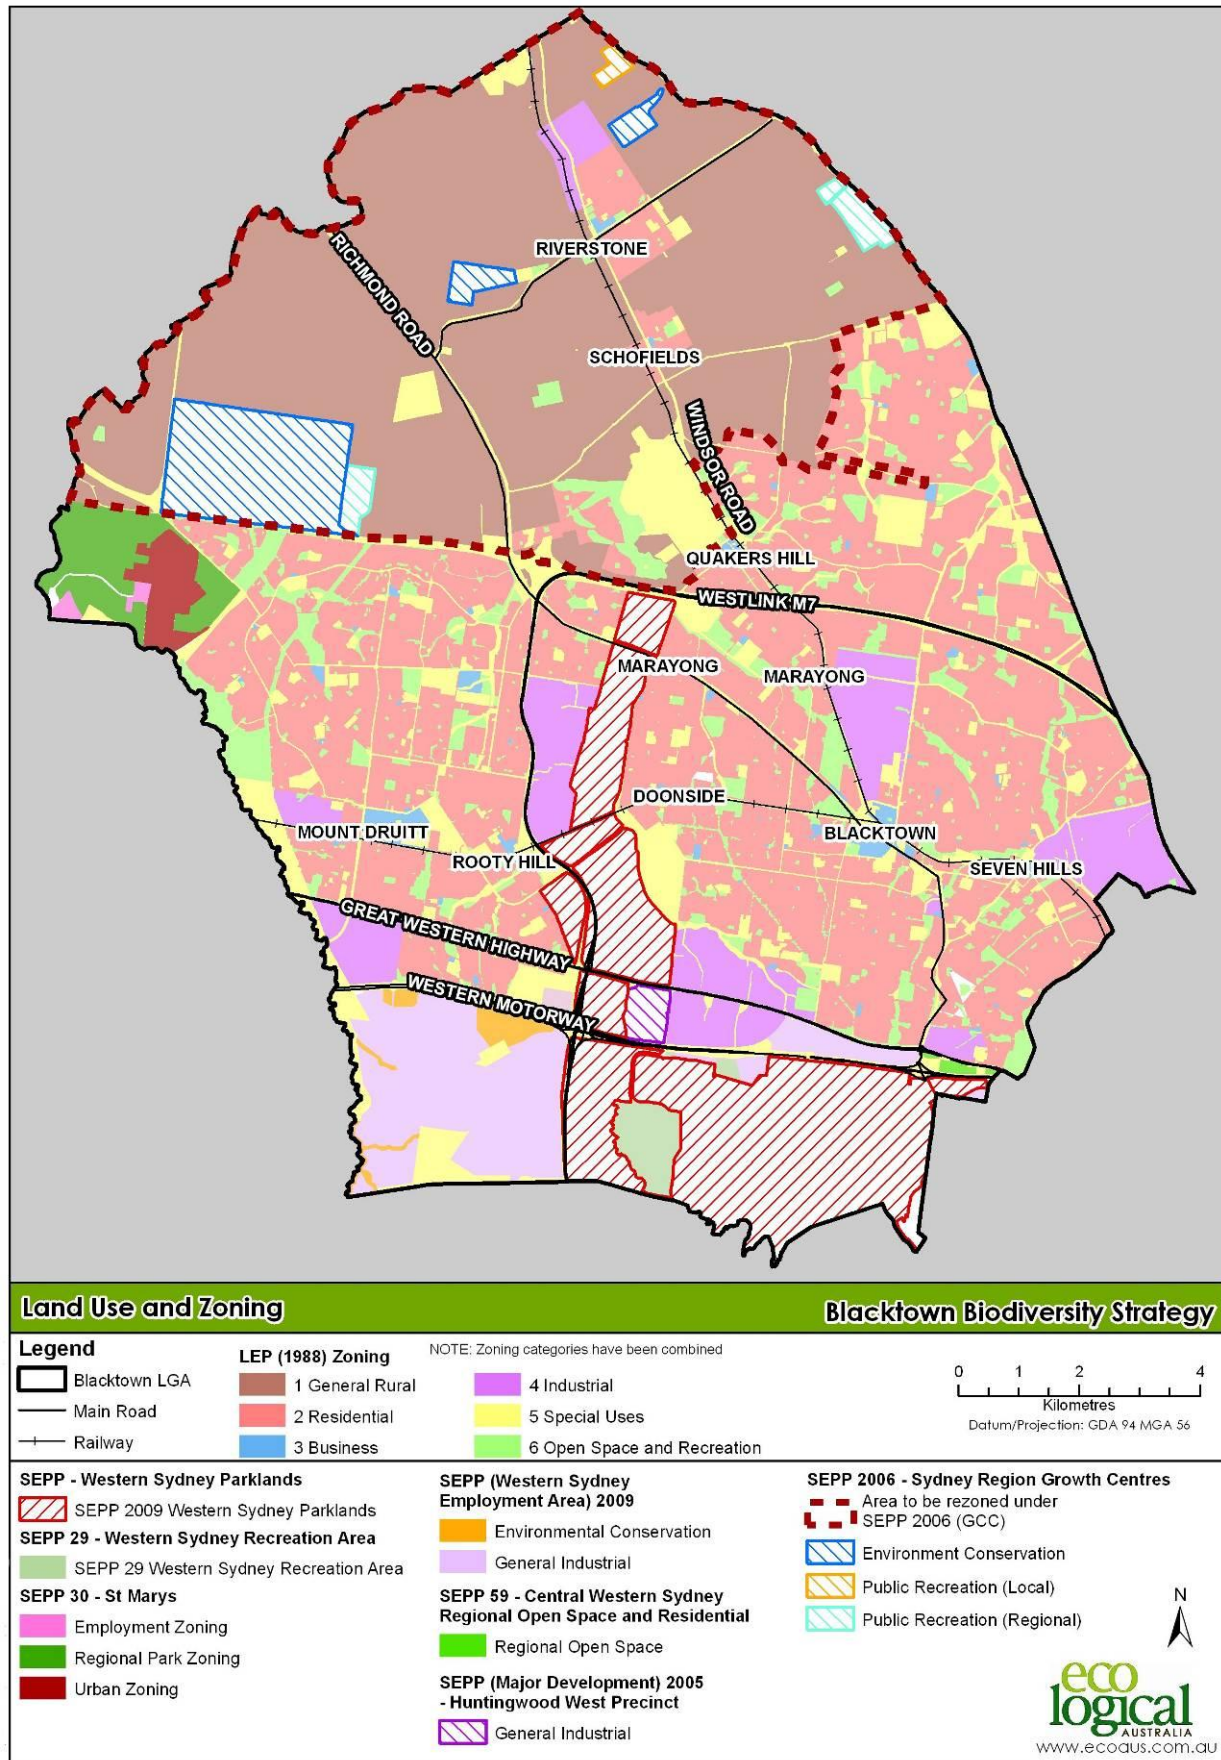 RIVERSTONE
RICHMOND ROAD
SCHOFIELDS
WINDSOR ROAD
QUAKERS HILL
WESTLINK M7
MARAYONG
MARAYONG
DOONSIDE
MOUNT DRUITT
BLACKTOWN
ROOTY HILL
SEVEN HILLS
GREAT WESTERN HIGHWAY
WESTERN MOTORWAY
Land Use and Zoning
Blacktown Biodiversity Strategy
Legend
Blacktown LGA
Main Road
Railway
LEP (1988) Zoning
NOTE: Zoning categories have been combined
1 General Rural
2 Residential
3 Business
4 Industrial
5 Special Uses
6 Open Space and Recreation
0 1 2 4
Kilometres
Datum/Projection: GDA 94 MGA 56
SEPP - Western Sydney Parklands
SEPP 2009 Western Sydney Parklands
SEPP 29 - Western Sydney Recreation Area
SEPP 29 Western Sydney Recreation Area
SEPP 30 - St Marys
Employment Zoning
Regional Park Zoning
Urban Zoning
SEPP (Western Sydney
Employment Area) 2009
Environmental Conservation
General Industrial
SEPP 59 - Central Western Sydney
Regional Open Space and Residential
Regional Open Space
SEPP (Major Development) 2005
- Huntingwood West Precinct
General Industrial
SEPP 2006 - Sydney Region Growth Centres
Area to be rezoned under
SEPP 2006 (GCC)
Environment Conservation
Public Recreation (Local)
Public Recreation (Regional)
N
eco
logical
AUSTRALIA
www.ecoaus.com.au